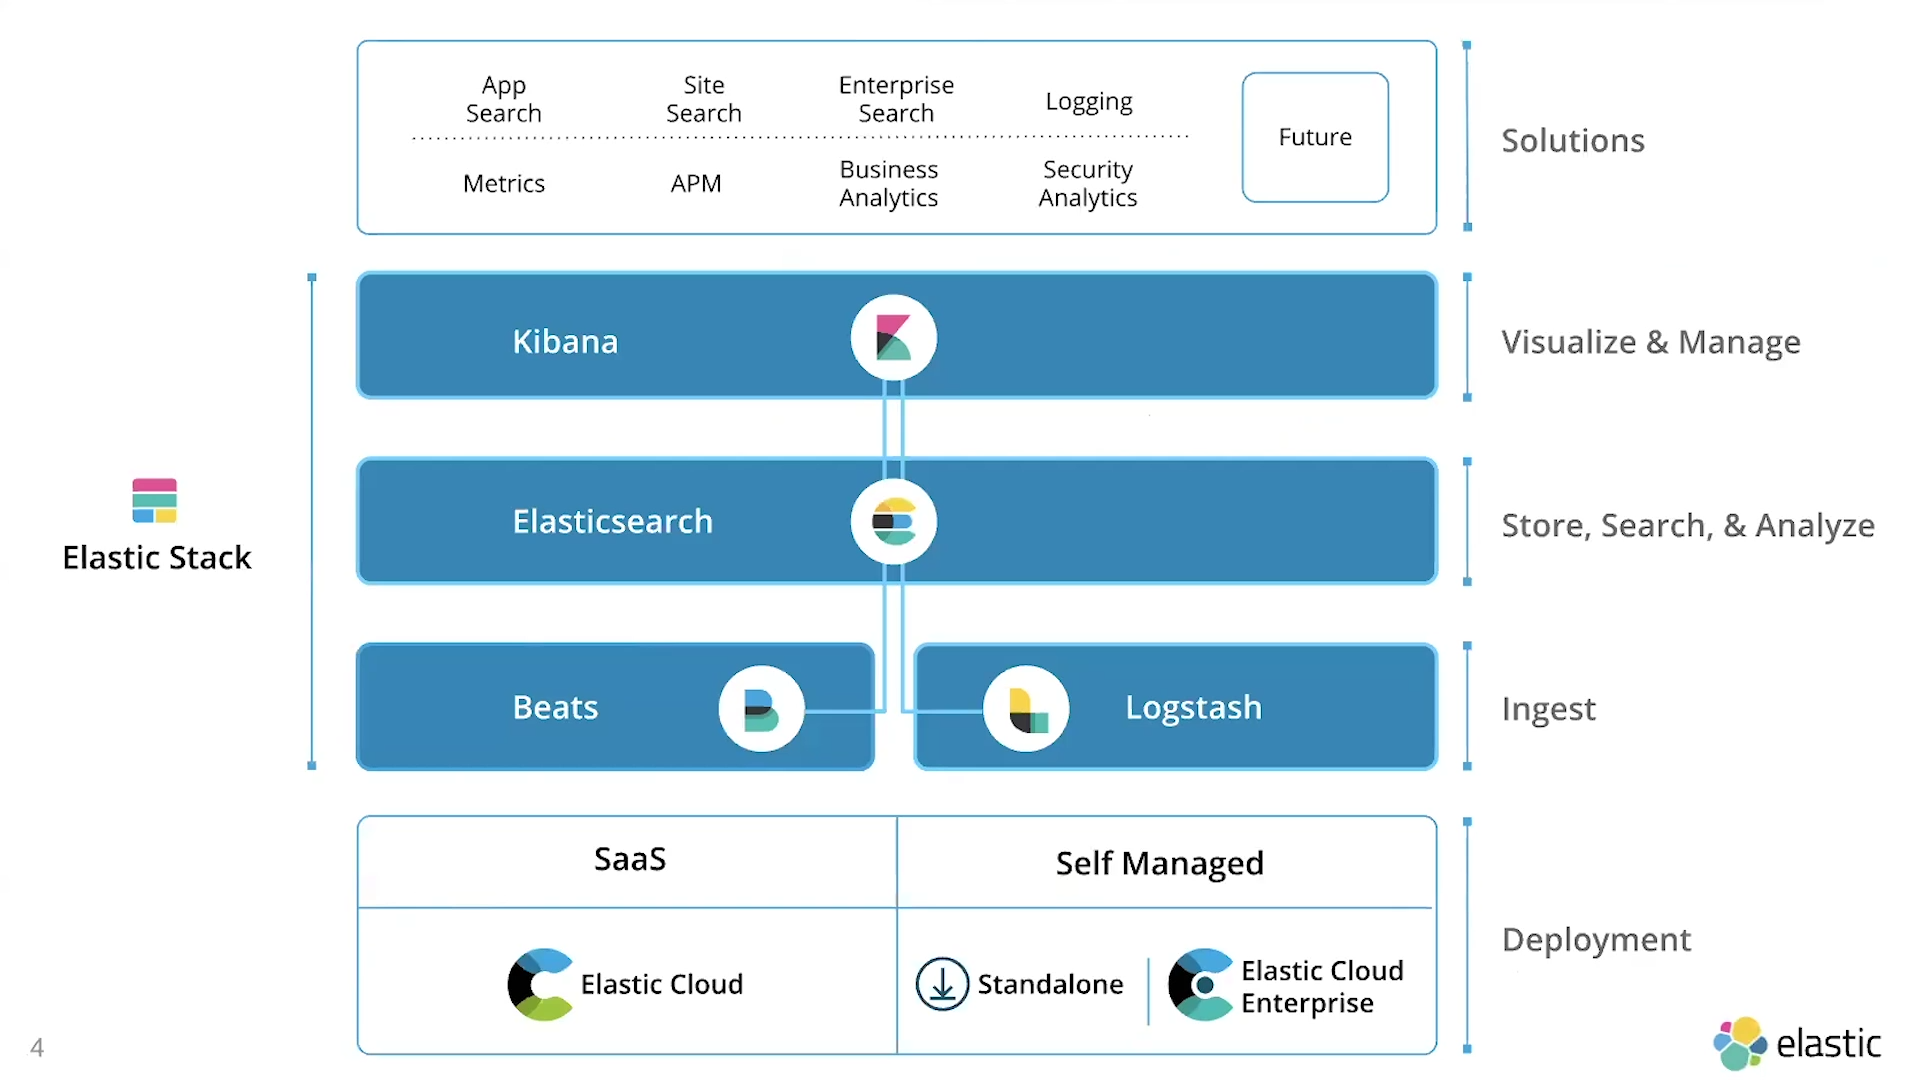 App
Search
Site
Search
Enterprise
Search
Logging
Future
Metrics
APM
Business
Analytics
Security
Analytics
Solutions
Kibana
Visualize & Manage
Elastic Stack
Elasticsearch
Store, Search, & Analyze
Beats
Logstash
Ingest
SaaS
Self Managed
Elastic Cloud
Standalone
Elastic Cloud
Enterprise
Deployment
4
elastic